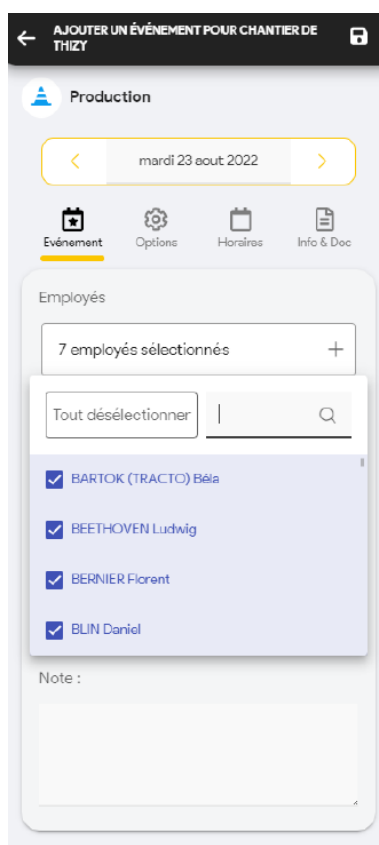 AJOUTER UN ÉVÉNEMENT POUR CHANTIER DE
THIZY
Production
mardi 23 aout 2022
Evénement Options Horaires Info & Doc
Employés
7 employés sélectionnés
Tout désélectionner
BARTOK (TRACTO) Béla
BEETHOVEN Ludwig
BERNIER Florent
BLIN Daniel
Note :